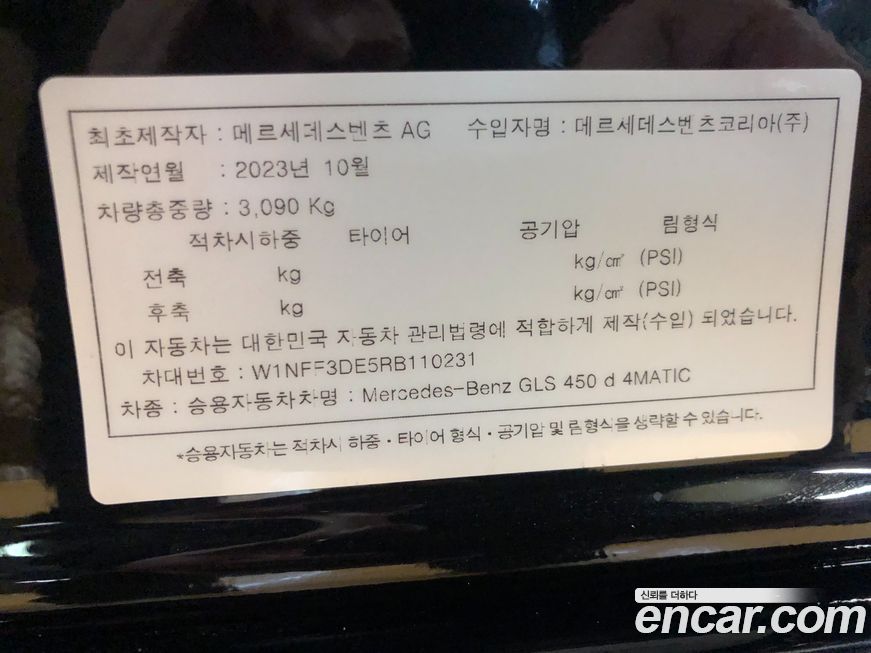 최초제작자 : 메르세데스벤츠 AG 수입자명 : 메르세데스벤츠코리아(주)
제작연월 : 2023년 10월
차량총중량 : 3,090 Kg
적차시하중 타이어 공기압 림형식
전축 kg kg/㎠ (PSI)
후축 kg kg/㎠ (PSI)
이 자동차는 대한민국 자동차 관리법령에 적합하게 제작(수입) 되었습니다.
차대번호 : W1NFF3DE5RB110231
차종 : 승용자동차차명 : Mercedes-Benz GLS 450 d 4MATIC
*승용자동차는 적차시 하중·타이어 형식·공기압 및 림형식을 생략할 수 있습니다.
신뢰를 더하다
encar.com